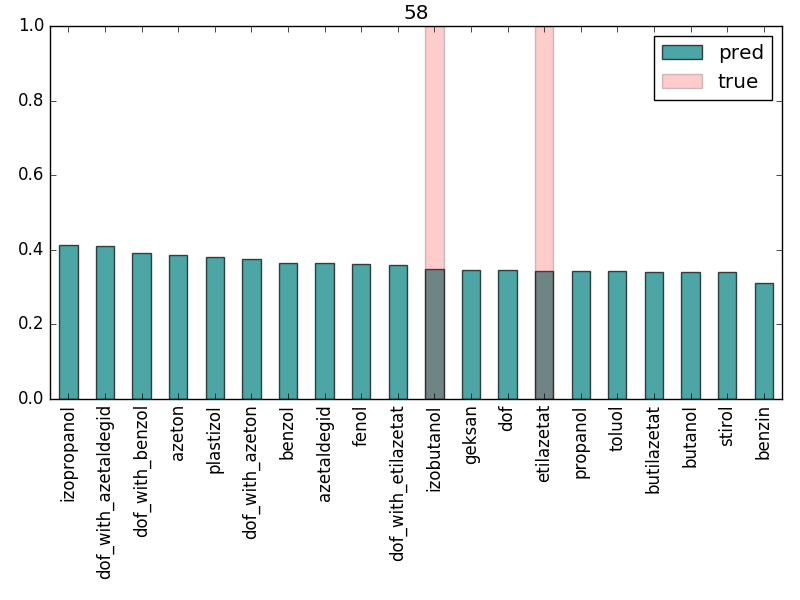 58
pred
true
1.0
0.8
0.6
0.4
0.2
0.0
izopropanol
dof_with_azetaldegid
dof_with_benzol
azeton
plastizol
dof_with_azeton
benzol
azetaldegid
fenol
dof_with_etilazetat
izobutanol
geksan
dof
etilazetat
propanol
toluol
butilazetat
butanol
stirol
benzin